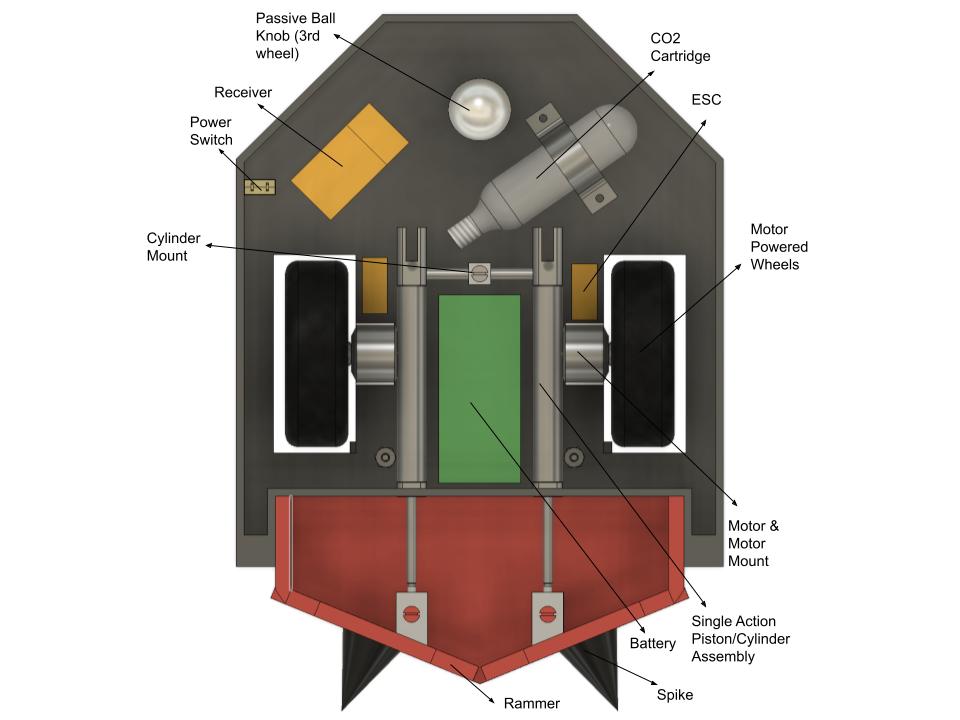 Passive Ball
Knob (3rd
wheel)
CO2
Cartridge
Receiver
ESC
Power
Switch
Cylinder
Mount
Motor
Powered
Wheels
Motor &
Motor
Mount
Single Action
Piston/Cylinder
Assembly
Battery
Spike
Rammer